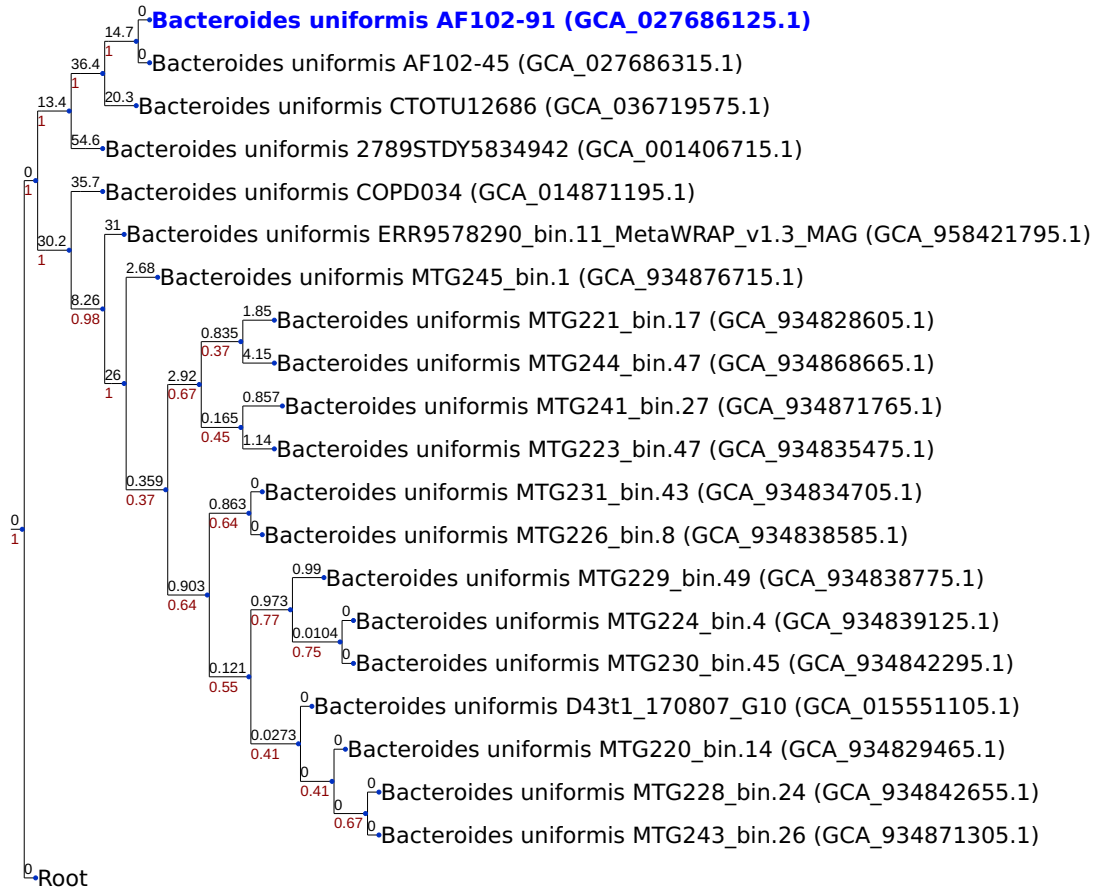 0
Bacteroides uniformis AF102-91 (GCA_027686125.1)
14.7
1
0
Bacteroides uniformis AF102-45 (GCA_027686315.1)
36.4
1
20.3
Bacteroides uniformis CTOTU12686 (GCA_036719575.1)
13.4
1
54.6
Bacteroides uniformis 2789STDY5834942 (GCA_001406715.1)
0
1
35.7
Bacteroides uniformis COPD034 (GCA_014871195.1)
30.2
1
31
Bacteroides uniformis ERR9578290_bin.11_MetaWRAP_v1.3_MAG (GCA_958421795.1)
2.68
Bacteroides uniformis MTG245_bin.1 (GCA_934876715.1)
8.26
0.98
1.85
Bacteroides uniformis MTG221_bin.17 (GCA_934828605.1)
0.835
0.37
4.15
Bacteroides uniformis MTG244_bin.47 (GCA_934868665.1)
26
1
2.92
0.67
0.857
Bacteroides uniformis MTG241_bin.27 (GCA_934871765.1)
0.165
0.45
1.14
Bacteroides uniformis MTG223_bin.47 (GCA_934835475.1)
0.359
0.37
0
Bacteroides uniformis MTG231_bin.43 (GCA_934834705.1)
0.863
0.64
0
Bacteroides uniformis MTG226_bin.8 (GCA_934838585.1)
0
1
0.99
Bacteroides uniformis MTG229_bin.49 (GCA_934838775.1)
0.903
0.64
0.973
0.77
0
Bacteroides uniformis MTG224_bin.4 (GCA_934839125.1)
0.0104
0.75
0
Bacteroides uniformis MTG230_bin.45 (GCA_934842295.1)
0.121
0.55
0
Bacteroides uniformis D43t1_170807_G10 (GCA_015551105.1)
0.0273
0.41
0
Bacteroides uniformis MTG220_bin.14 (GCA_934829465.1)
0
0.41
0
Bacteroides uniformis MTG228_bin.24 (GCA_934842655.1)
0
0.67
0
Bacteroides uniformis MTG243_bin.26 (GCA_934871305.1)
0
Root